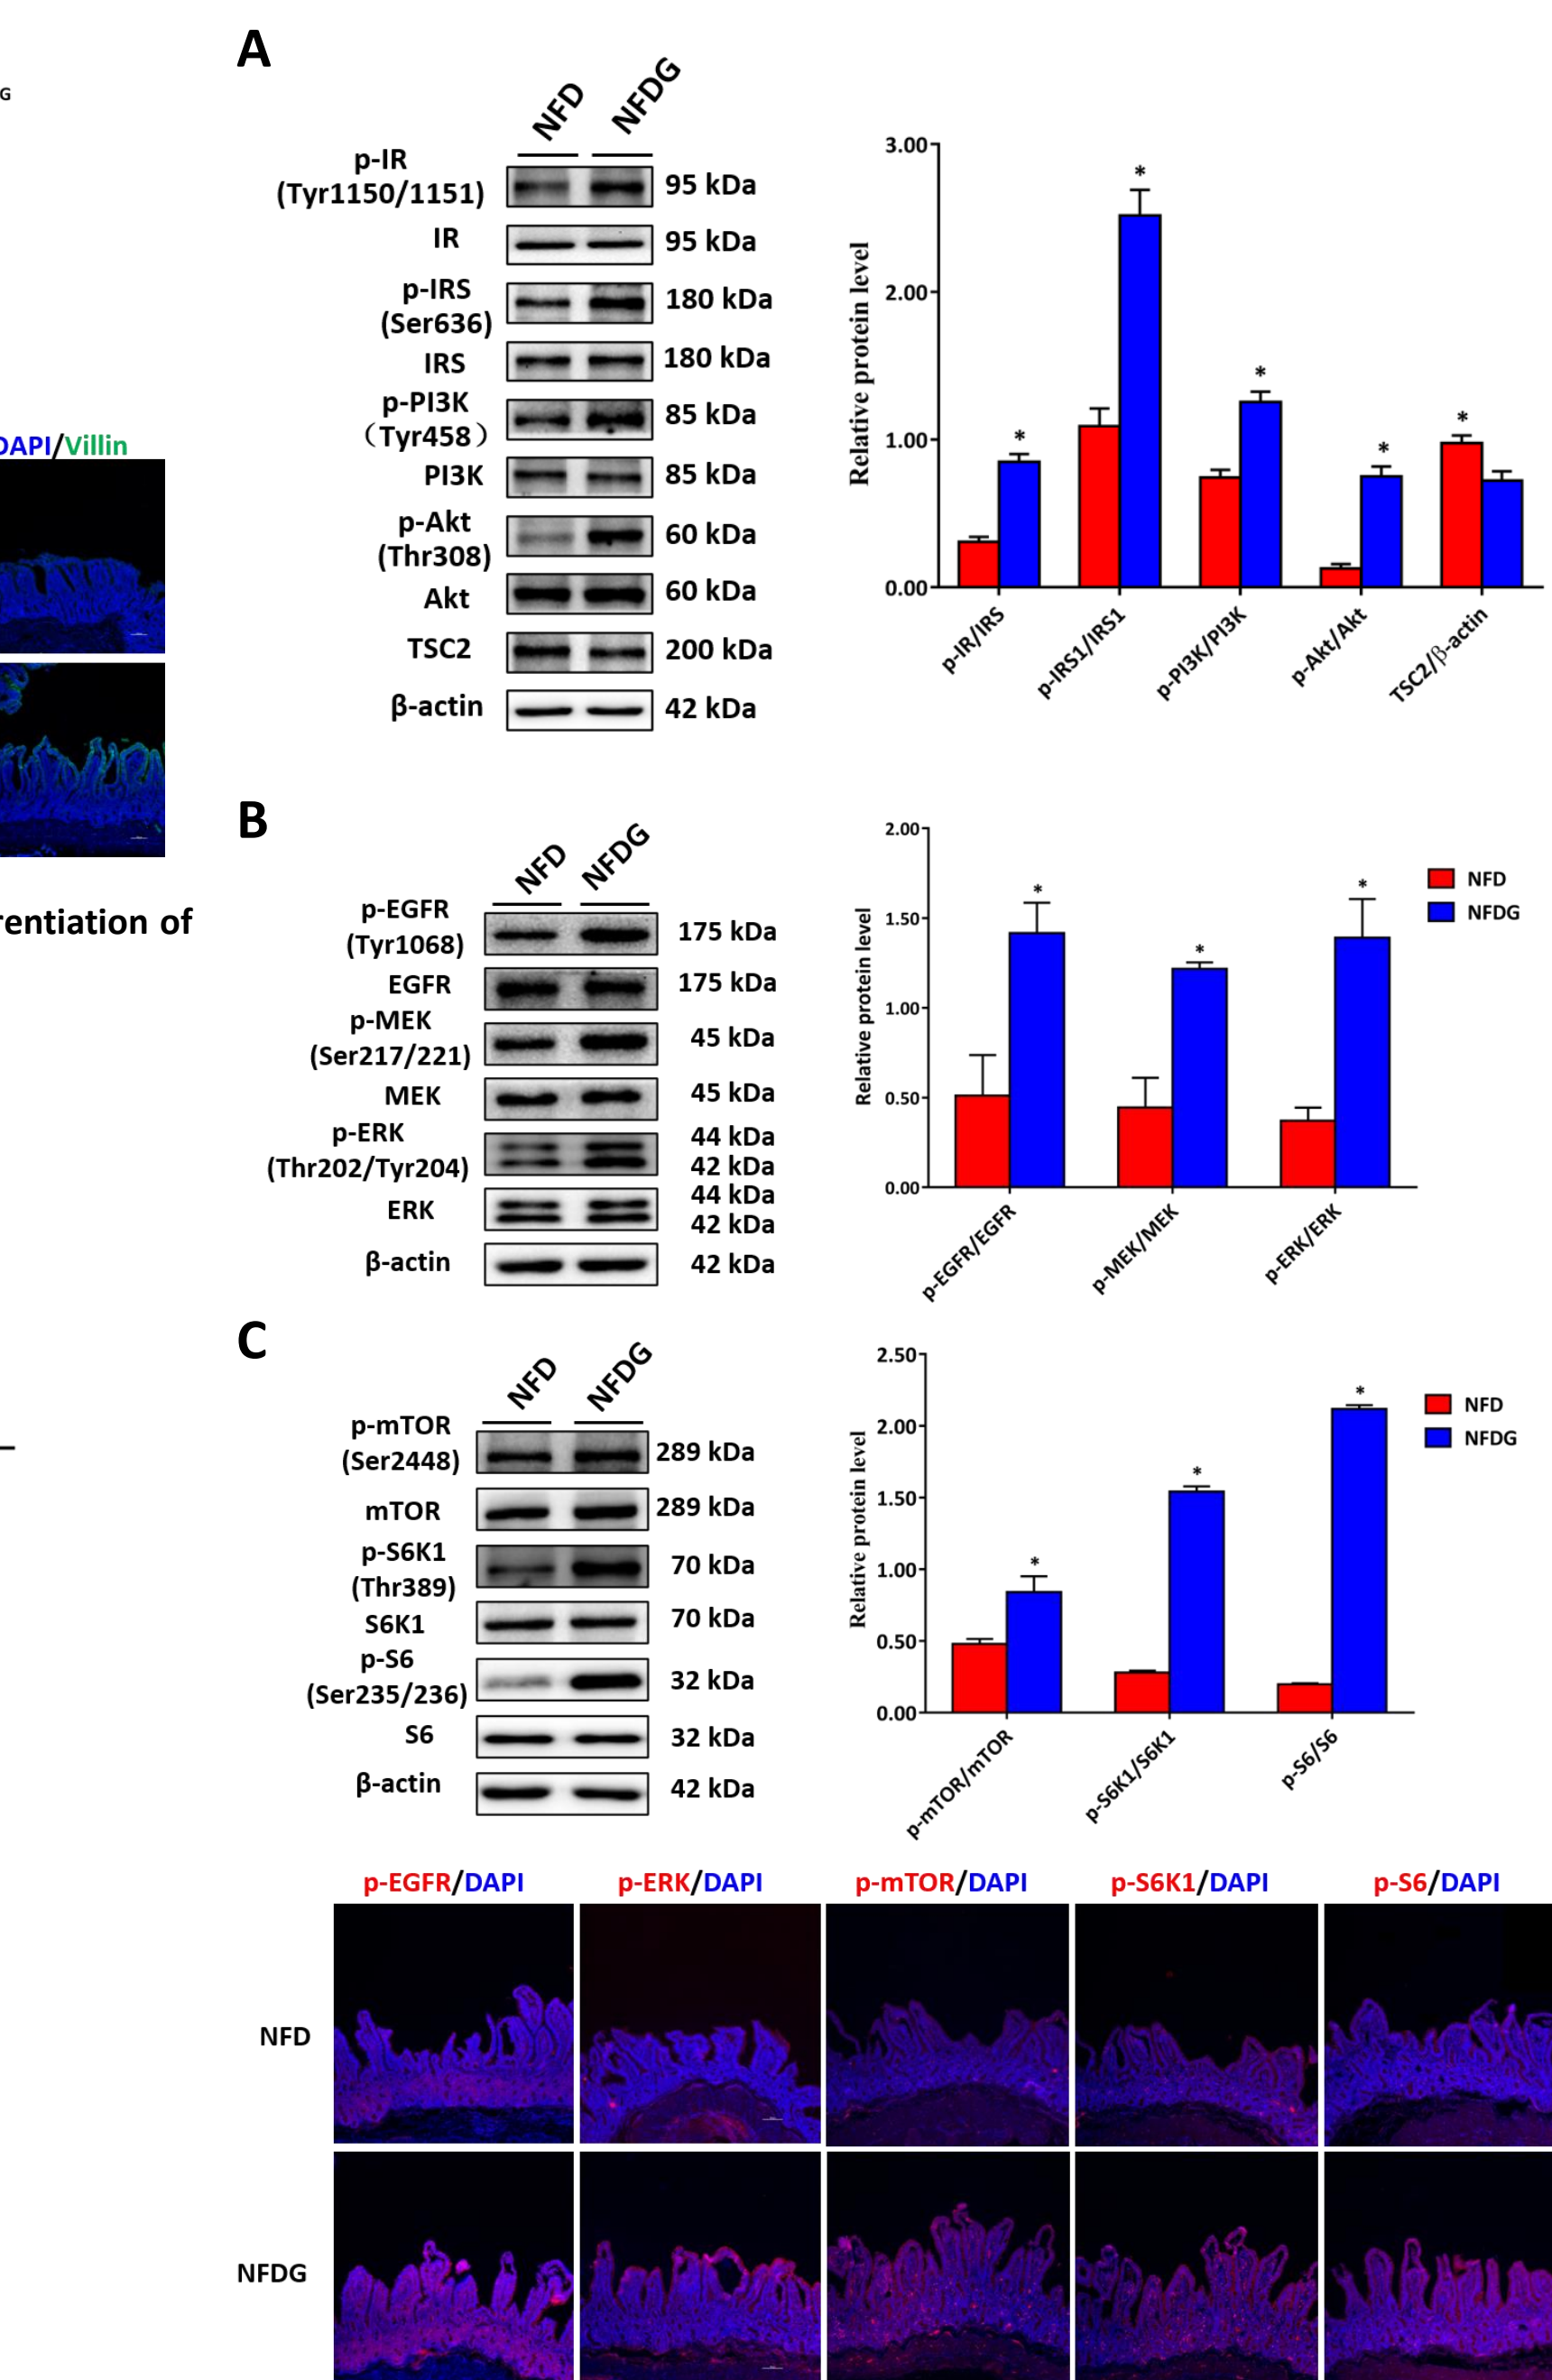 G
DAPI/Villin
rentiation of
A
NFD NFDG
p-IR
(Tyr1150/1151)
95 kDa
IR
95 kDa
p-IRS
(Ser636)
180 kDa
IRS
180 kDa
p-PI3K
（Tyr458）
85 kDa
PI3K
85 kDa
p-Akt
(Thr308)
60 kDa
Akt
60 kDa
TSC2
200 kDa
β-actin
42 kDa
Relative protein level
3.00
2.00
1.00
0.00
* * * * *
p-IR/IRS
p-IRS1/IRS1
p-PI3K/PI3K
p-Akt/Akt
TSC2/β-actin
B
NFD NFDG
p-EGFR
(Tyr1068)
175 kDa
EGFR
175 kDa
p-MEK
(Ser217/221)
45 kDa
MEK
45 kDa
p-ERK
(Thr202/Tyr204)
44 kDa
42 kDa
ERK
44 kDa
42 kDa
β-actin
42 kDa
Relative protein level
2.00
1.50
1.00
0.50
0.00
* * *
p-EGFR/EGFR
p-MEK/MEK
p-ERK/ERK
NFD
NFDG
C
NFD NFDG
p-mTOR
(Ser2448)
289 kDa
mTOR
289 kDa
p-S6K1
(Thr389)
70 kDa
S6K1
70 kDa
p-S6
(Ser235/236)
32 kDa
S6
32 kDa
β-actin
42 kDa
Relative protein level
2.50
2.00
1.50
1.00
0.50
0.00
* * *
p-mTOR/mTOR
p-S6K1/S6K1
p-S6/S6
NFD
NFDG
p-EGFR/DAPI p-ERK/DAPI p-mTOR/DAPI p-S6K1/DAPI p-S6/DAPI
NFD
NFDG